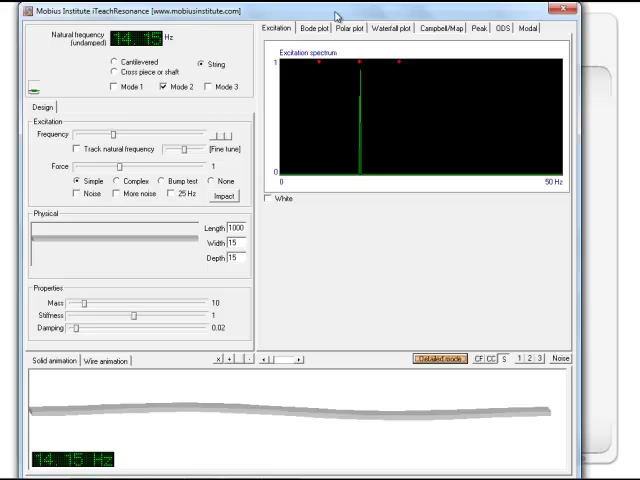 Mobius Institute iTeachResonance [www.mobiusinstitute.com]
Natural frequency (undamped) 14.15 Hz
Cantilevered
Cross piece or shaft
String
Mode 1 Mode 2 Mode 3
Design
Excitation
Frequency
Track natural frequency [Fine tune]
Force 1
Simple Complex Bump test None
Noise More noise 25 Hz Impact
Physical
Length 1000
Width 15
Depth 15
Properties
Mass 10
Stiffness 1
Damping 0.02
Excitation Bode plot Polar plot Waterfall plot Campbell/Map Peak ODS Modal
Excitation spectrum
1
0
0 50 Hz
White
Solid animation Wire animation x + - Detailed mode CF CC S 1 2 3 Noise
14.15 Hz